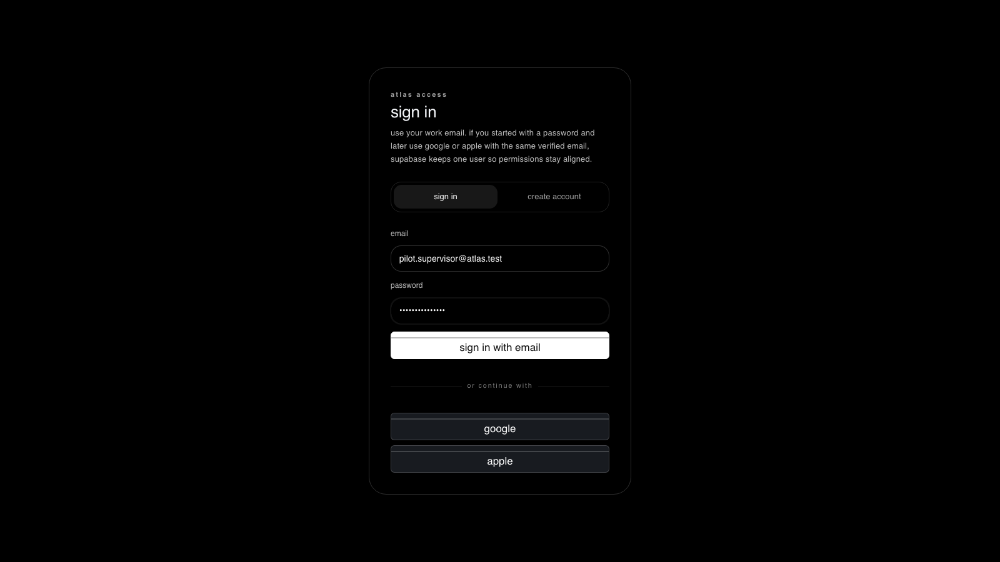 atlas access
sign in
use your work email. if you started with a password and
later use google or apple with the same verified email,
supabase keeps one user so permissions stay aligned.
sign in
create account
email
pilot.supervisor@atlas.test
password
•••••••••••••••
sign in with email
or continue with
google
apple